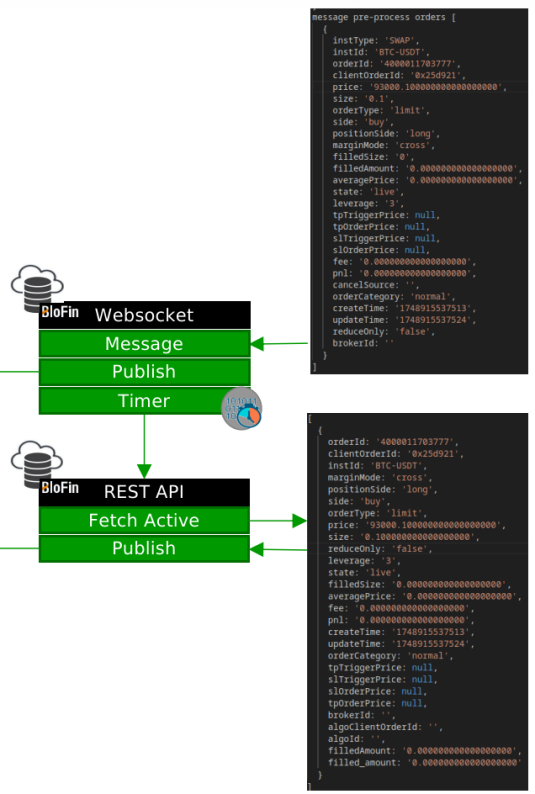 message pre-process orders [
{
instType: 'SWAP',
instId: 'BTC-USDT',
orderId: '4000011703777',
clientOrderId: '0x25d921',
price: '93000.100000000000000000',
size: '0.1',
orderType: 'limit',
side: 'buy',
positionSide: 'long',
marginMode: 'cross',
filledSize: '0',
filledAmount: '0.000000000000000000',
averagePrice: '0.000000000000000000',
state: 'live',
leverage: '3',
tpTriggerPrice: null,
tpOrderPrice: null,
slTriggerPrice: null,
slOrderPrice: null,
fee: '0.000000000000000000',
pnl: '0.000000000000000000',
cancelSource: '',
orderCategory: 'normal',
createTime: '1748915537513',
updateTime: '1748915537524',
reduceOnly: 'false',
brokerId: ''
}
]
BloFin Websocket
Message
Publish
Timer
BloFin REST API
Fetch Active
Publish
[
{
orderId: '4000011703777',
clientOrderId: '0x25d921',
instId: 'BTC-USDT',
marginMode: 'cross',
positionSide: 'long',
side: 'buy',
orderType: 'limit',
price: '93000.100000000000000000',
size: '0.100000000000000000',
reduceOnly: 'false',
leverage: '3',
state: 'live',
filledSize: '0.000000000000000000',
averagePrice: '0.000000000000000000',
fee: '0.000000000000000000',
pnl: '0.000000000000000000',
createTime: '1748915537513',
updateTime: '1748915537524',
orderCategory: 'normal',
tpTriggerPrice: null,
slTriggerPrice: null,
slOrderPrice: null,
tpOrderPrice: null,
brokerId: '',
algoClientOrderId: '',
algoId: '',
filledAmount: '0.000000000000000000',
filled_amount: '0.000000000000000000'
}
]